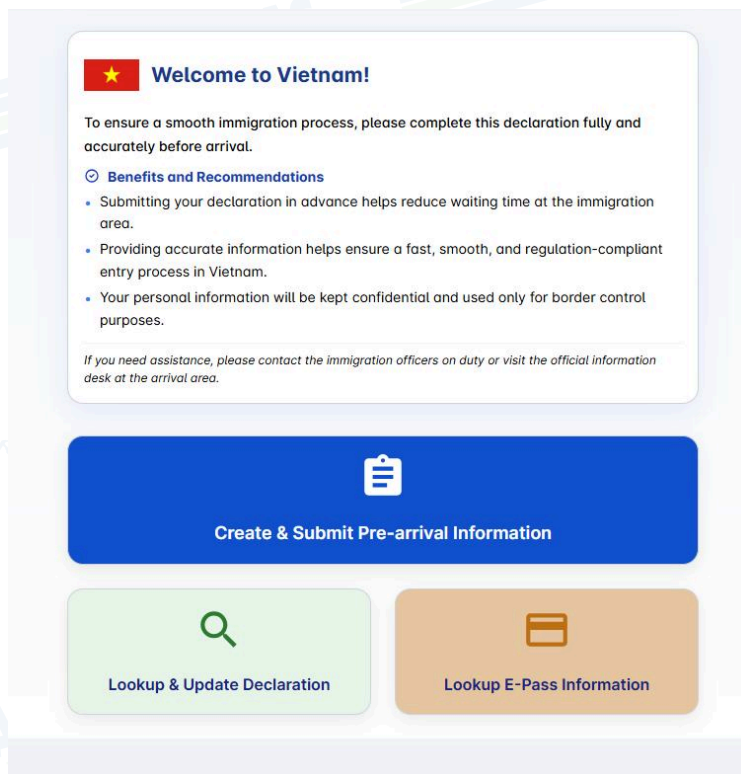 Welcome to Vietnam!
To ensure a smooth immigration process, please complete this declaration fully and
accurately before arrival.
Benefits and Recommendations
• Submitting your declaration in advance helps reduce waiting time at the immigration
area.
• Providing accurate information helps ensure a fast, smooth, and regulation-compliant
entry process in Vietnam.
• Your personal information will be kept confidential and used only for border control
purposes.
If you need assistance, please contact the immigration officers on duty or visit the official information
desk at the arrival area.
Create & Submit Pre-arrival Information
Lookup & Update Declaration
Lookup E-Pass Information